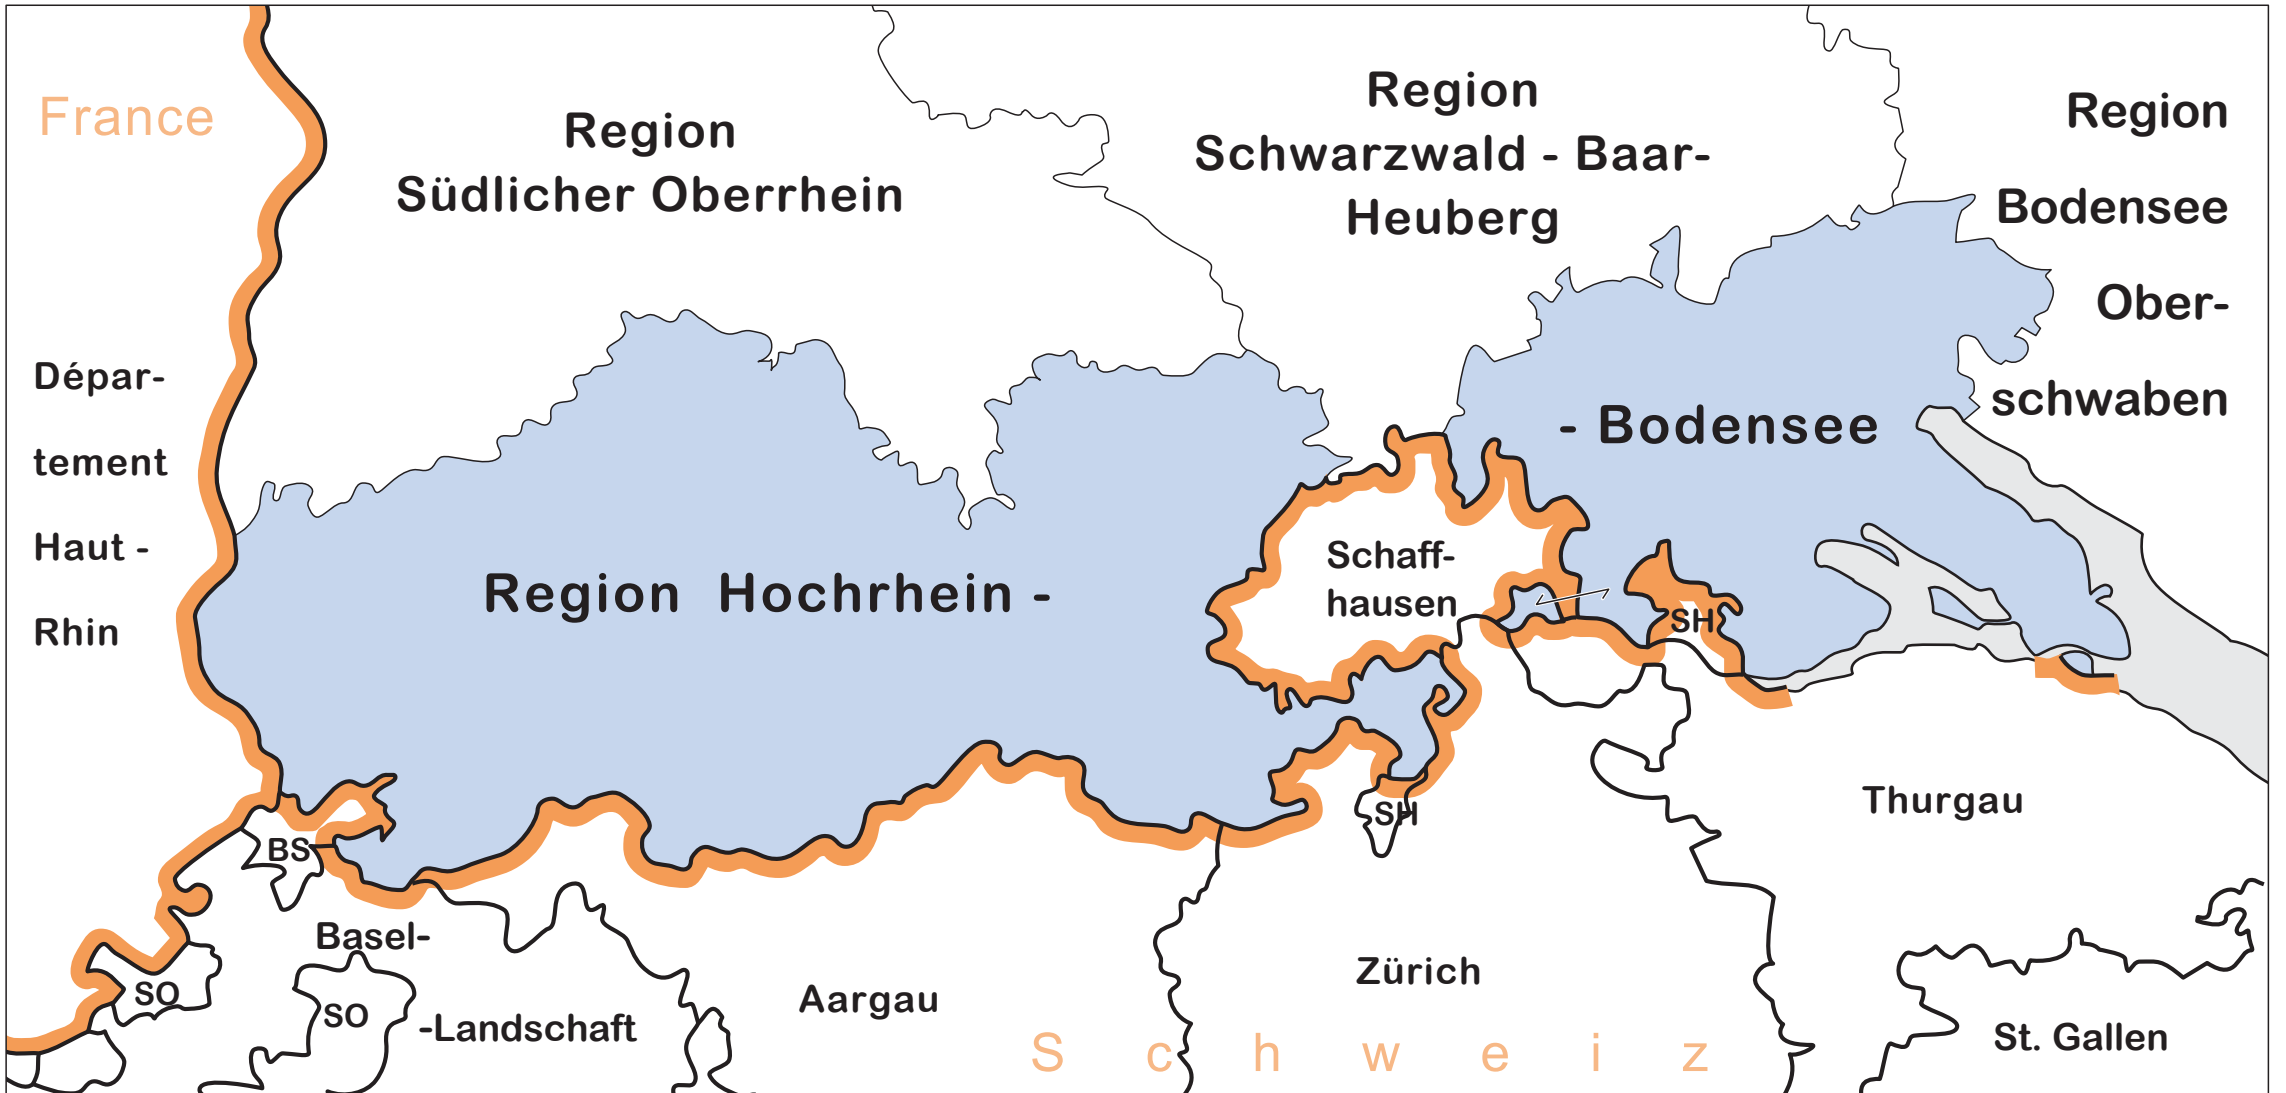 France
Region
Südlicher Oberrhein
Region
Schwarzwald - Baar-
Heuberg
Region
Bodensee
Ober-
schwaben
Dépar-
tement
Haut -
Rhin
- Bodensee
Region Hochrhein -
Schaff-
hausen
SH
SH
BS
Thurgau
Basel-
-Landschaft
SO
SO
Aargau
Zürich
St. Gallen
Schweiz